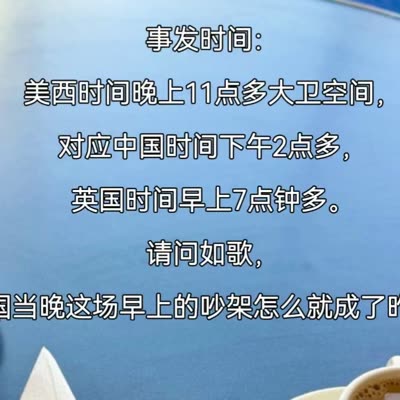 事发时间:
美西时间晚上11点多大卫空间,
对应中国时间下午2点多,
英国时间早上7点钟多。
请问如歌,
国当晚这场早上的吵架怎么就成了昨